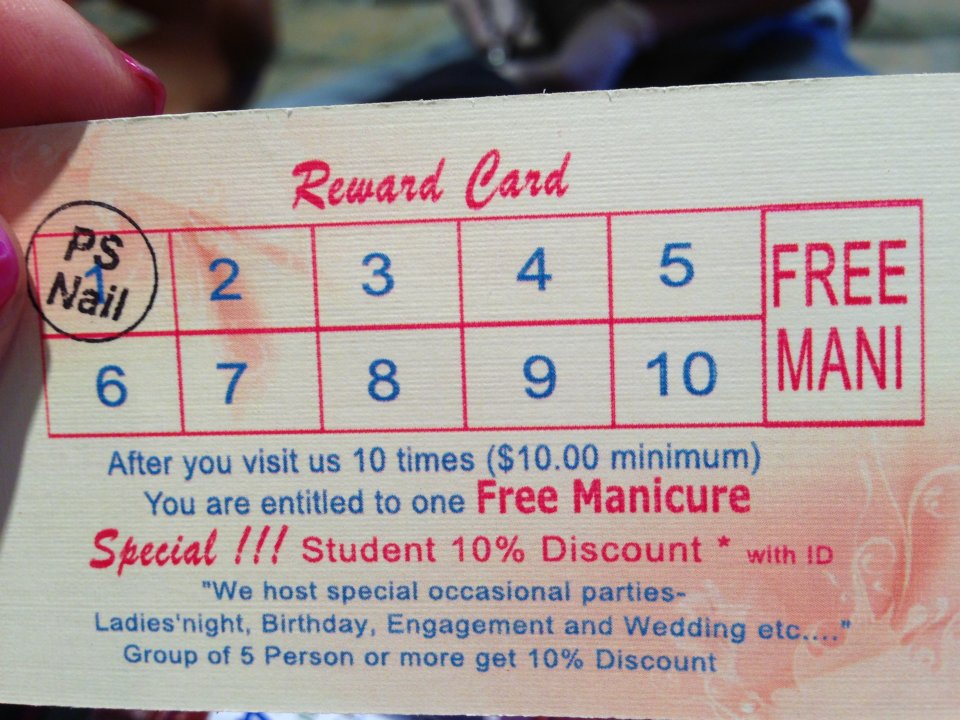 Reward Card
PS
Nail
1 2 3 4 5
FREE
MANI
6 7 8 9 10
After you visit us 10 times ($10.00 minimum)
You are entitled to one Free Manicure
Special !!! Student 10% Discount * with ID
"We host special occasional parties-
Ladies'night, Birthday, Engagement and Wedding etc...."
Group of 5 Person or more get 10% Discount